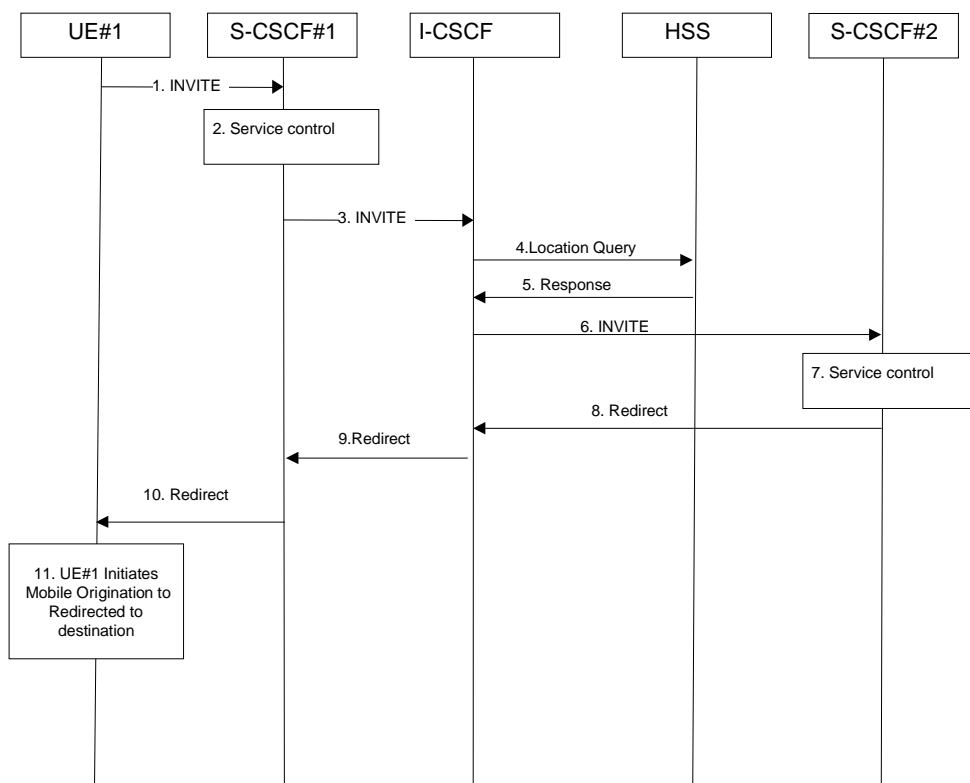 UE#1
S-CSCF#1
I-CSCF
HSS
S-CSCF#2
1. INVITE
2. Service control
3. INVITE
4.Location Query
5. Response
6. INVITE
7. Service control
8. Redirect
9.Redirect
10. Redirect
11. UE#1 Initiates
Mobile Origination to
Redirected to
destination